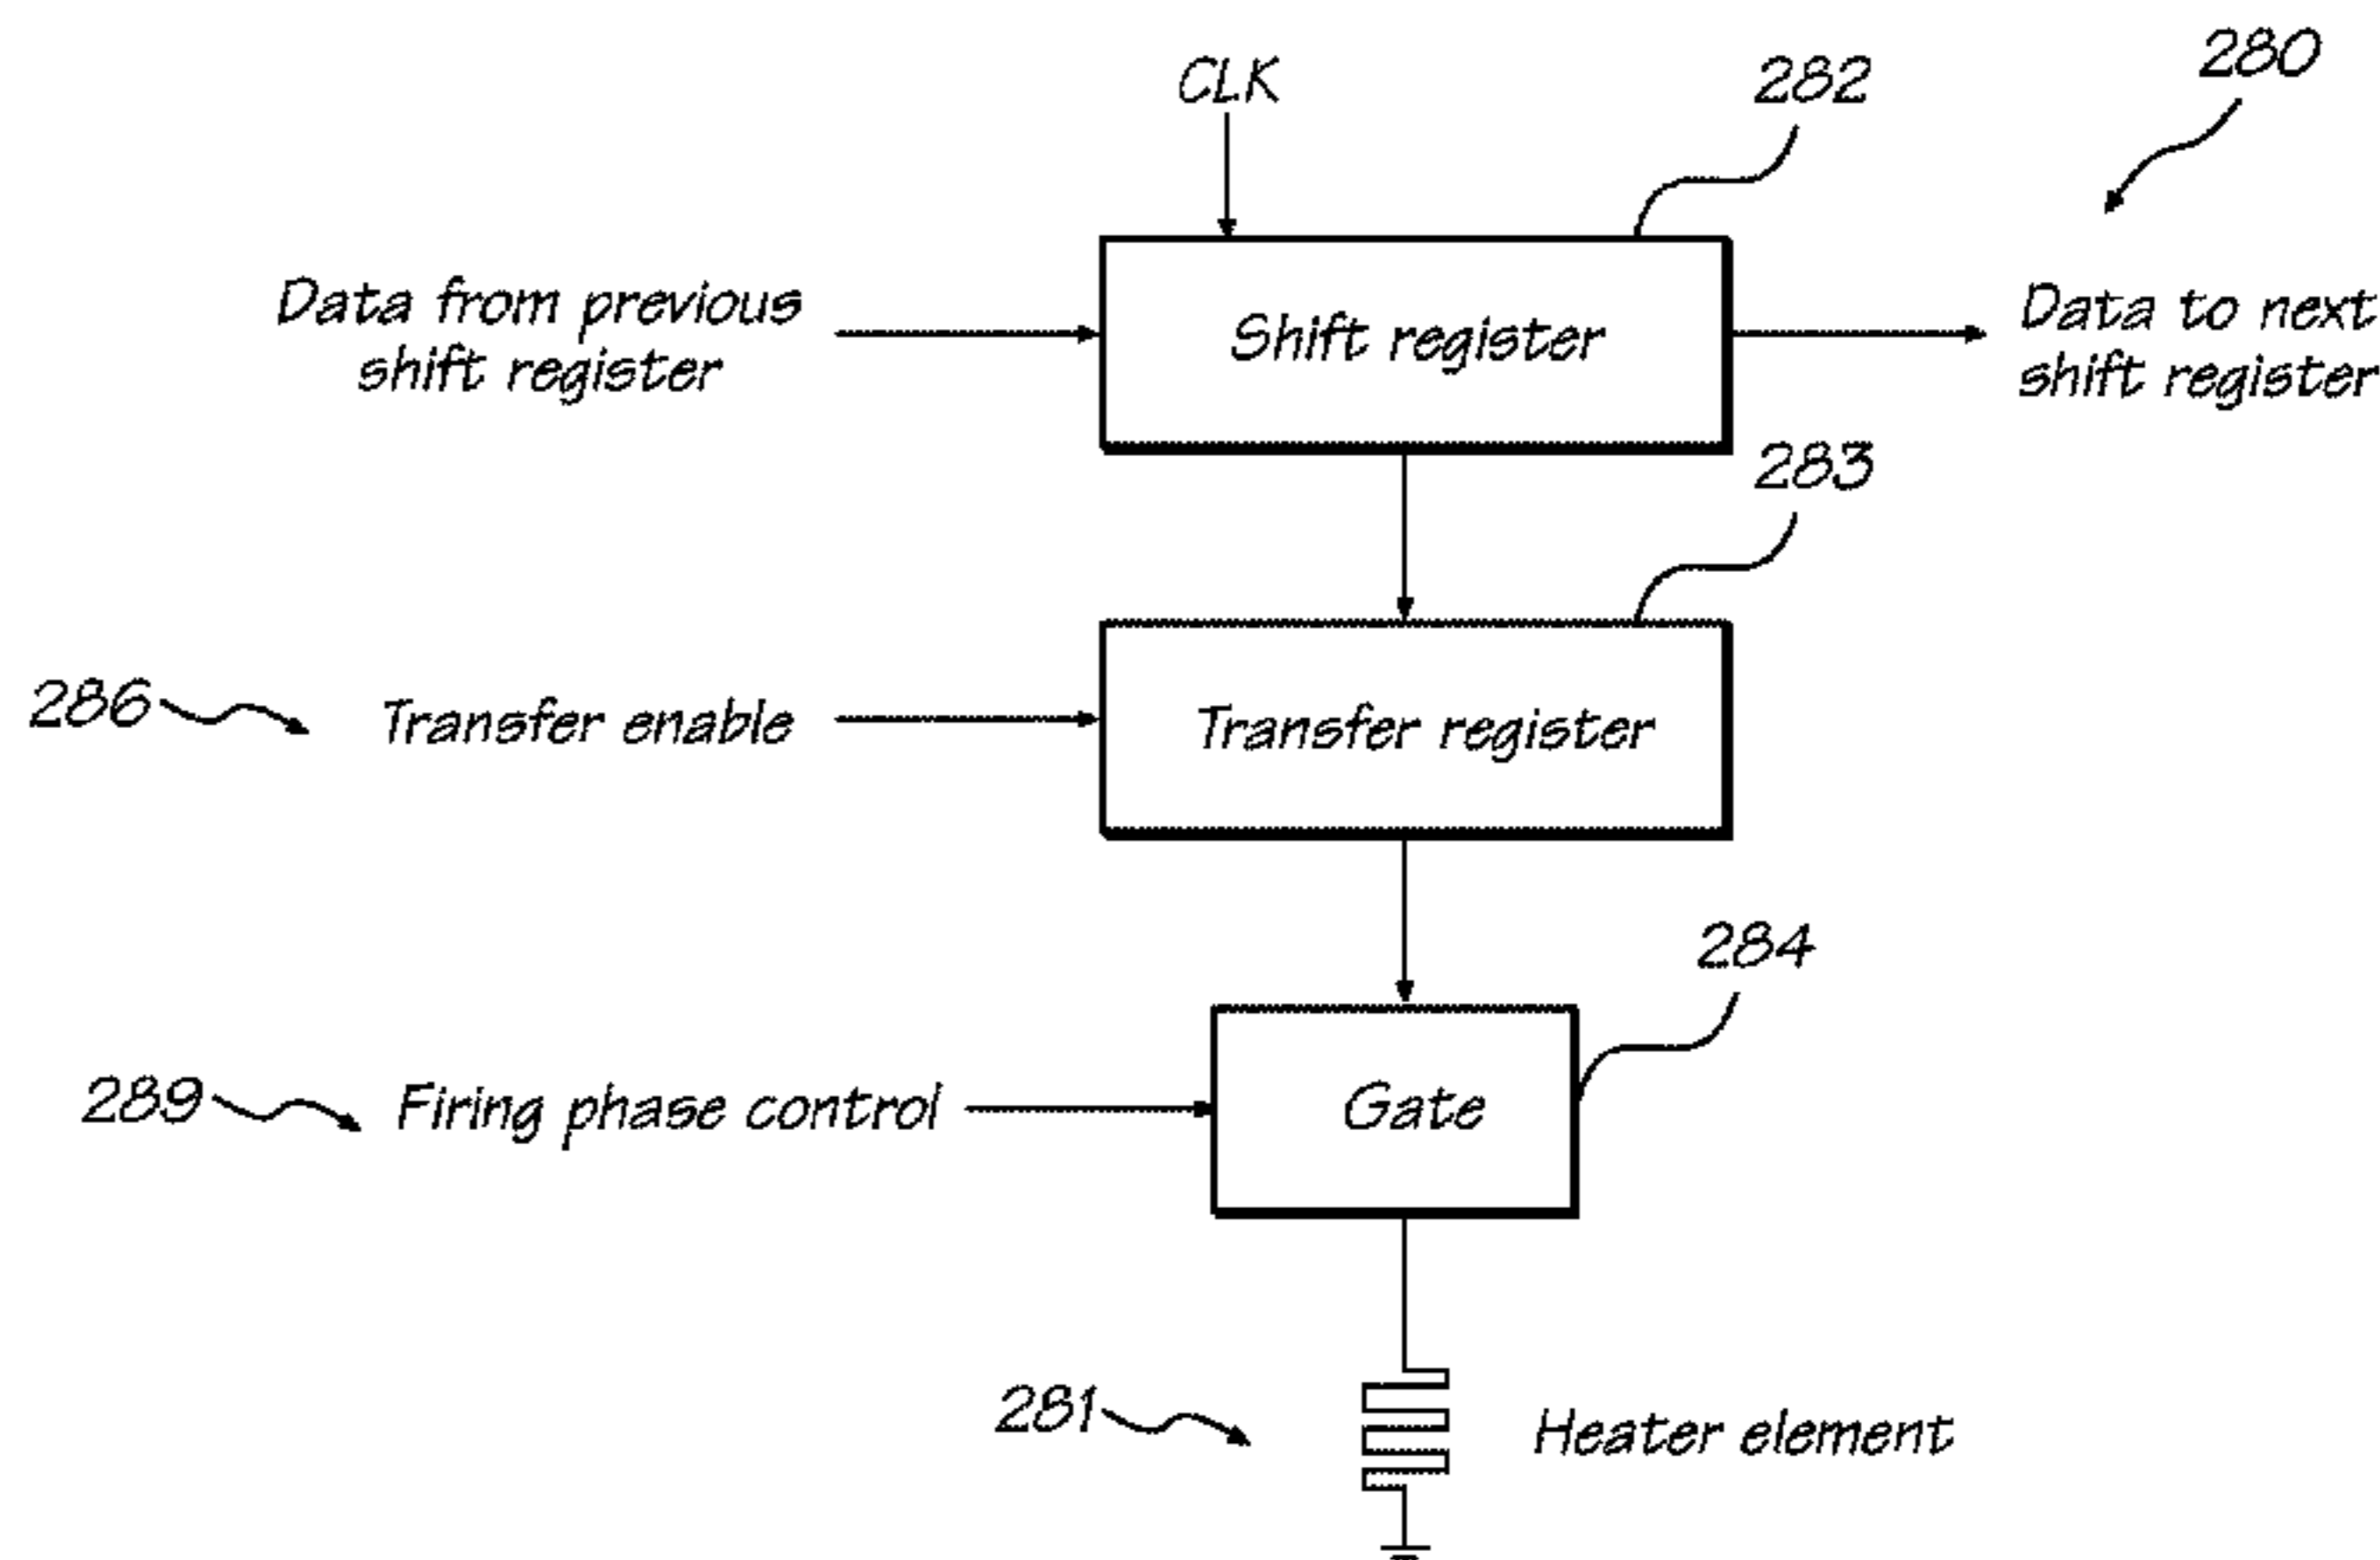 280
CLK
282
Data from previous
shift register
Shift register
Data to next
shift register
283
286
Transfer enable
Transfer register
284
289
Firing phase control
Gate
281
Heater element